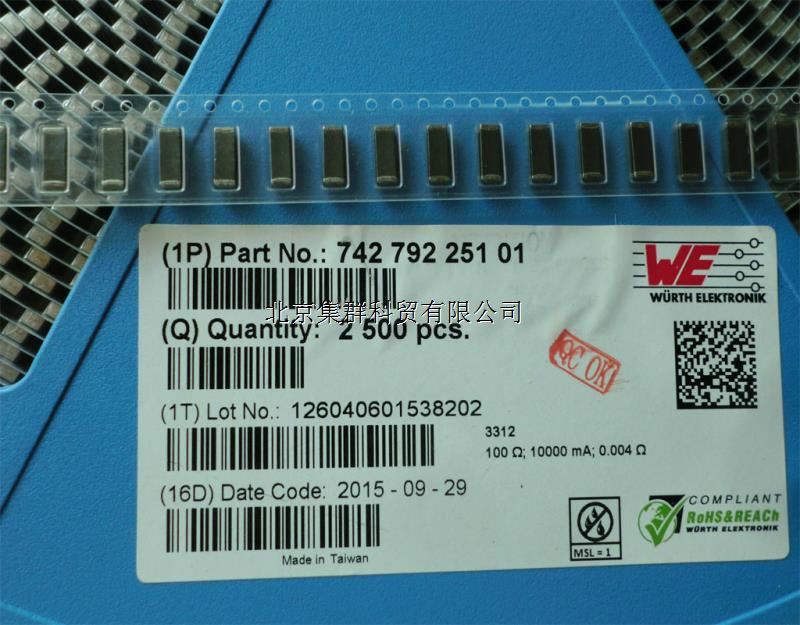 (1P) Part No.: 742 792 251 01
WE
WÜRTH ELEKTRONIK
北京集群科贸有限公司
(Q) Quantity: 2 500 pcs.
QC OK
(1T) Lot No.: 126040601538202
3312
100 Ω; 10000 mA; 0.004 Ω
(16D) Date Code: 2015 - 09 - 29
Made in Taiwan
MSL = 1
COMPLIANT
RoHS&REACh
WÜRTH ELEKTRONIK